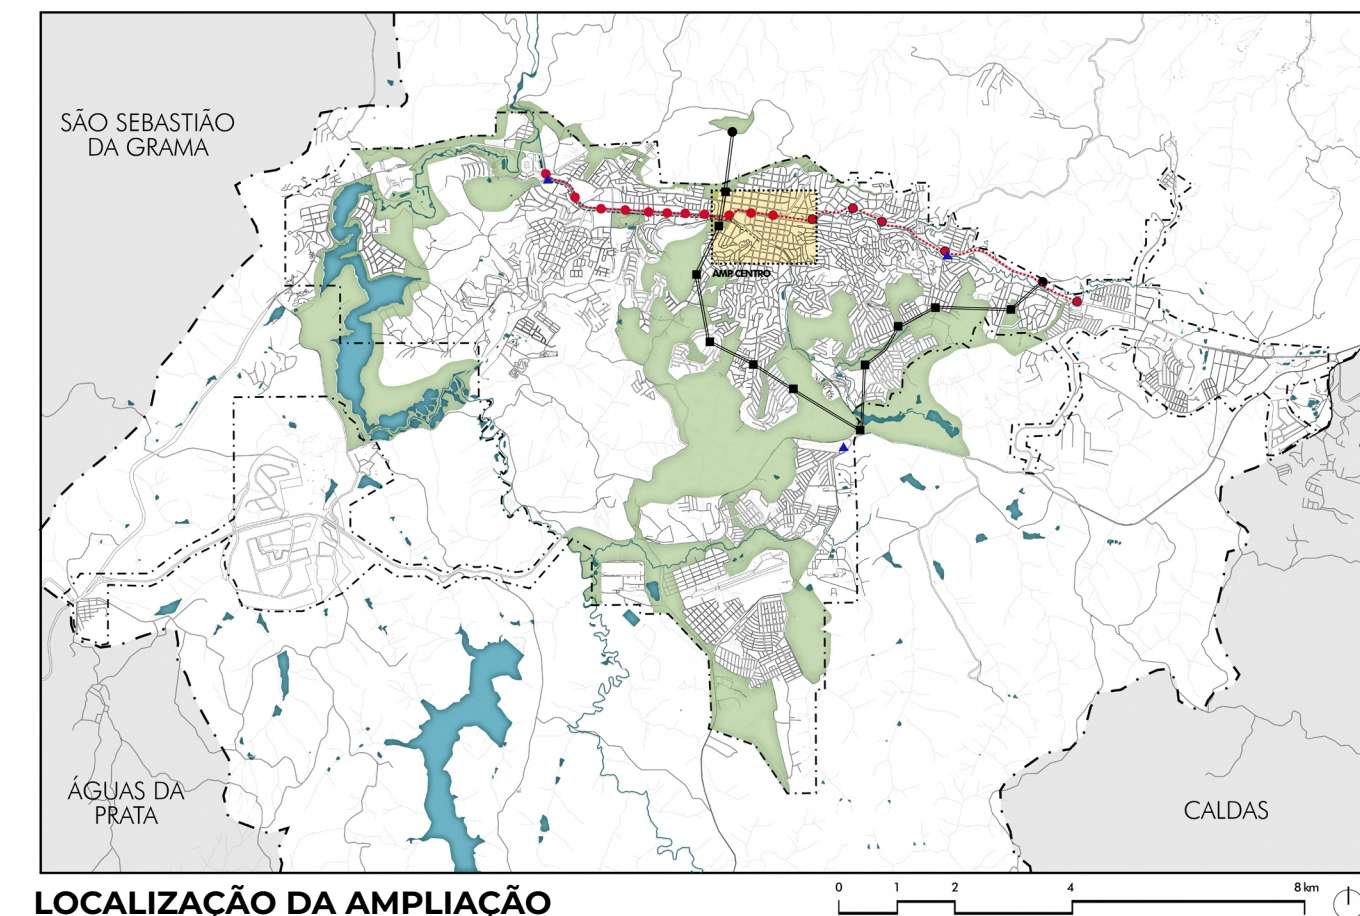 SÃO SEBASTIÃO
DA GRAMA
AMP. CENTRO
ÁGUAS DA
PRATA
CALDAS
LOCALIZAÇÃO DA AMPLIAÇÃO
0 1 2 4 8 km